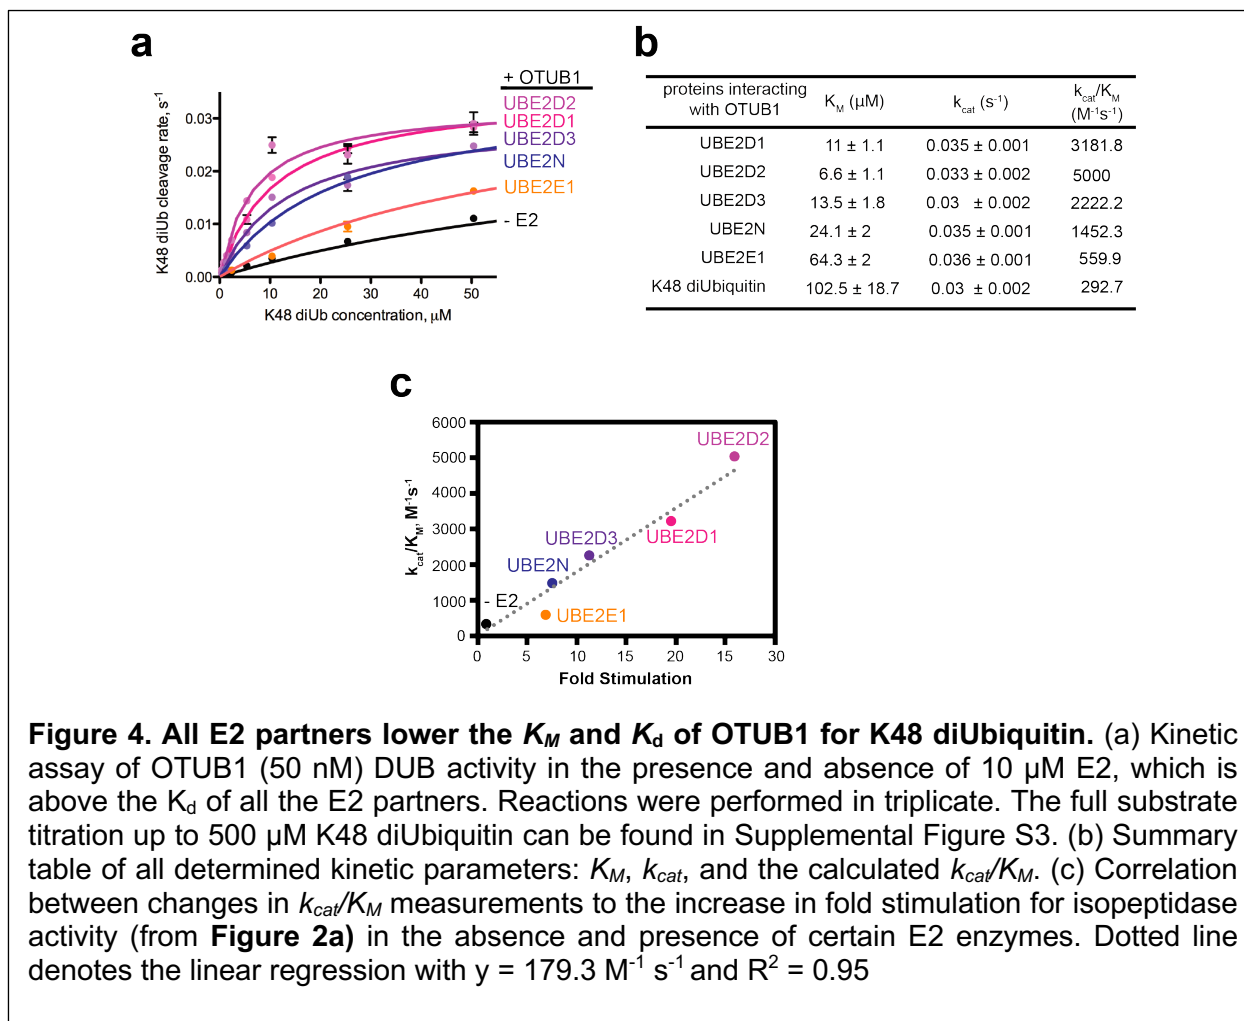 a
+ OTUB1
UBE2D2
UBE2D1
UBE2D3
UBE2N
UBE2E1
- E2
K48 diUb cleavage rate, s-1
0.03
0.02
0.01
0.00
0 10 20 30 40 50
K48 diUb concentration, μM
b
proteins interacting with OTUB1 KM (μM) kcat (s-1) kcat/KM (M-1s-1)
UBE2D1 11 ± 1.1 0.035 ± 0.001 3181.8
UBE2D2 6.6 ± 1.1 0.033 ± 0.002 5000
UBE2D3 13.5 ± 1.8 0.03 ± 0.002 2222.2
UBE2N 24.1 ± 2 0.035 ± 0.001 1452.3
UBE2E1 64.3 ± 2 0.036 ± 0.001 559.9
K48 diUbiquitin 102.5 ± 18.7 0.03 ± 0.002 292.7
c
kcat/KM, M-1s-1
6000
5000
4000
3000
2000
1000
0
UBE2D2
UBE2D1
UBE2D3
UBE2N
- E2
UBE2E1
0 5 10 15 20 15 30
Fold Stimulation
Figure 4. All E2 partners lower the KM and Kd of OTUB1 for K48 diUbiquitin. (a) Kinetic
assay of OTUB1 (50 nM) DUB activity in the presence and absence of 10 μM E2, which is
above the Kd of all the E2 partners. Reactions were performed in triplicate. The full substrate
titration up to 500 μM K48 diUbiquitin can be found in Supplemental Figure S3. (b) Summary
table of all determined kinetic parameters: KM, kcat, and the calculated kcat/KM. (c) Correlation
between changes in kcat/KM measurements to the increase in fold stimulation for isopeptidase
activity (from Figure 2a) in the absence and presence of certain E2 enzymes. Dotted line
denotes the linear regression with y = 179.3 M-1 s-1 and R2 = 0.95